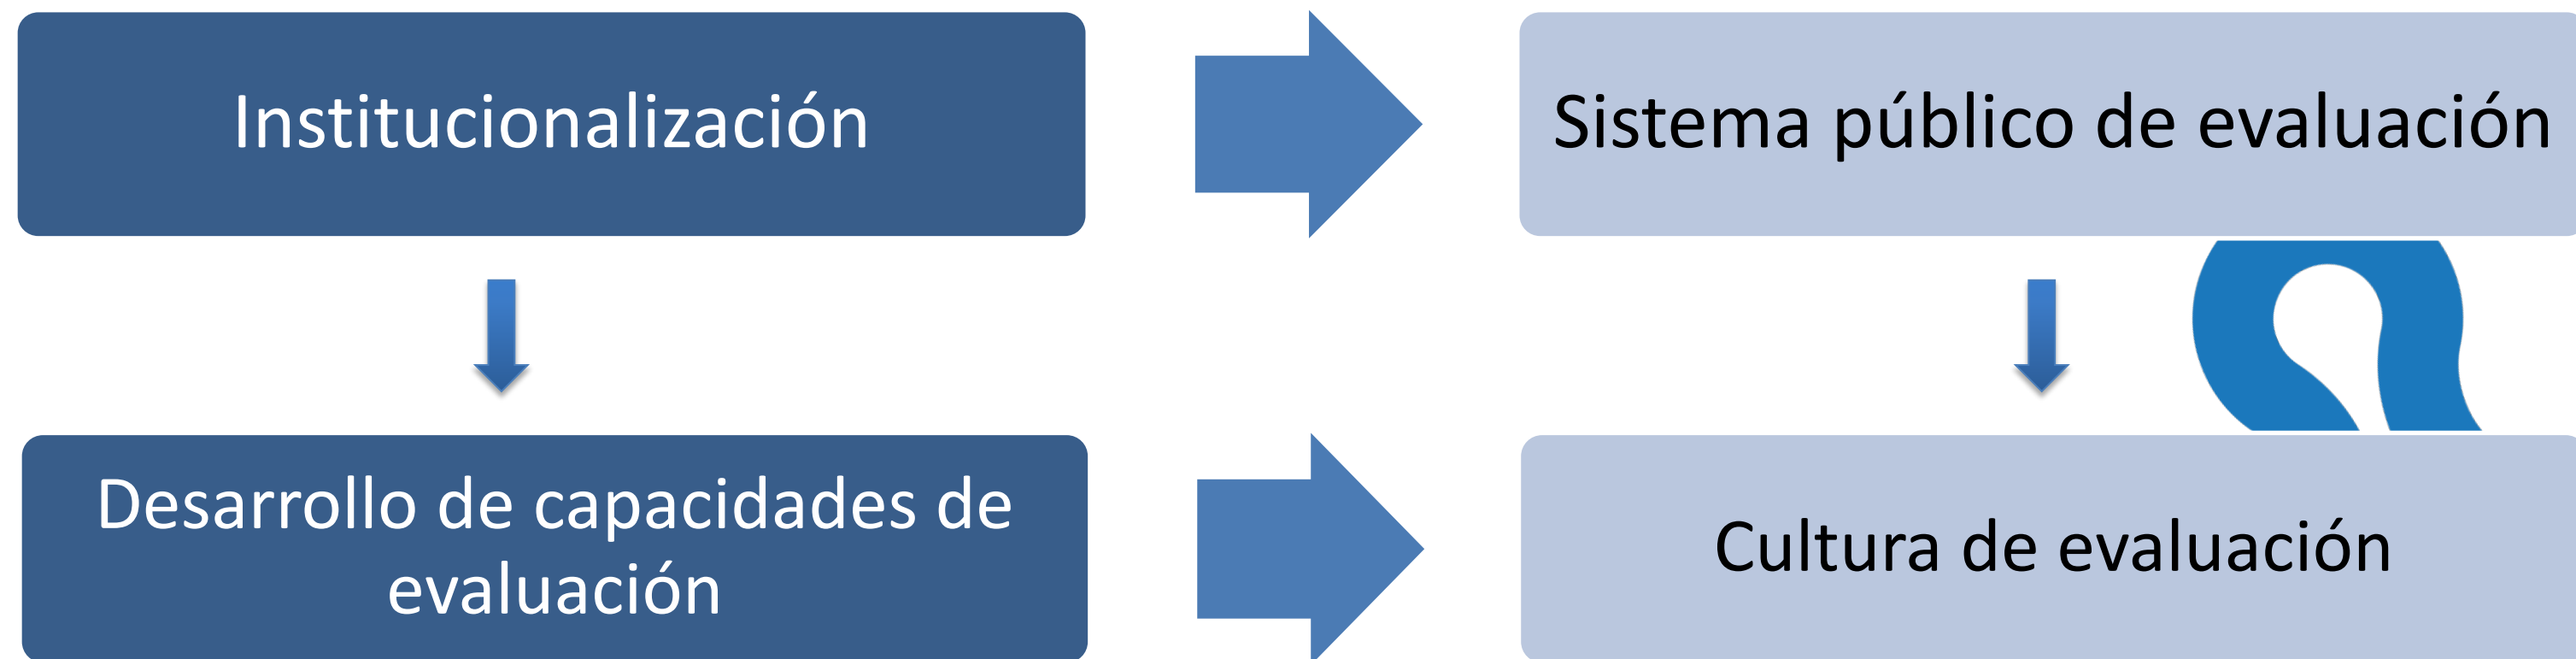 Institucionalización
Sistema público de evaluación
Desarrollo de capacidades de
evaluación
Cultura de evaluación